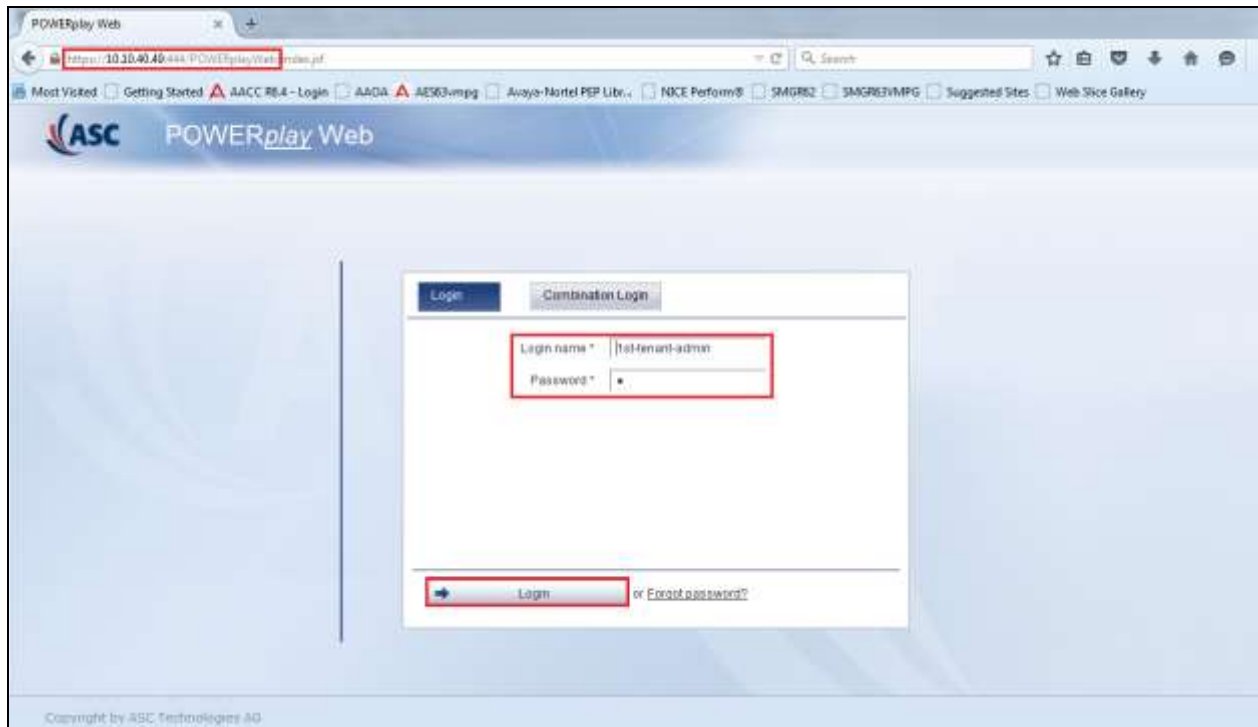 POWERplay Web
https://10.10.40.40:444/POWERplayWeb/index.jsf
Search
Most Visited Getting Started AACC R6.4 - Login AADA AES63vmpg Avaya-Nortel PEP Libr... NICE Perform® SMGR62 SMGR63VMPG Suggested Sites Web Slice Gallery
ASC POWERplay Web
Login Combination Login
Login name * 1st-tenant-admin
Password *
Login or Forgot password?
Copyright by ASC Technologies AG